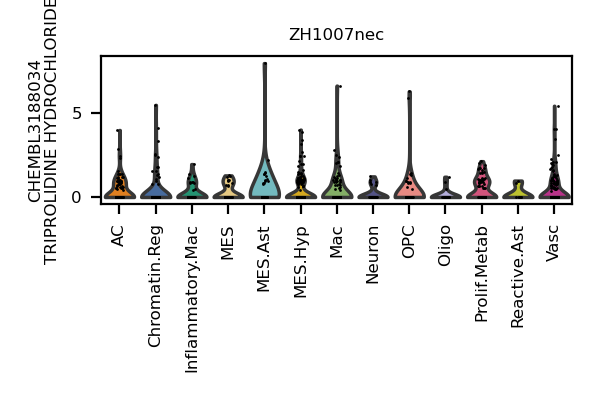 ZH1007nec
CHEMBL3188034
TRIPROLIDINE HYDROCHLORIDE
5
0
AC
Chromatin.Reg
Inflammatory.Mac
MES
MES.Ast
MES.Hyp
Mac
Neuron
OPC
Oligo
Prolif.Metab
Reactive.Ast
Vasc